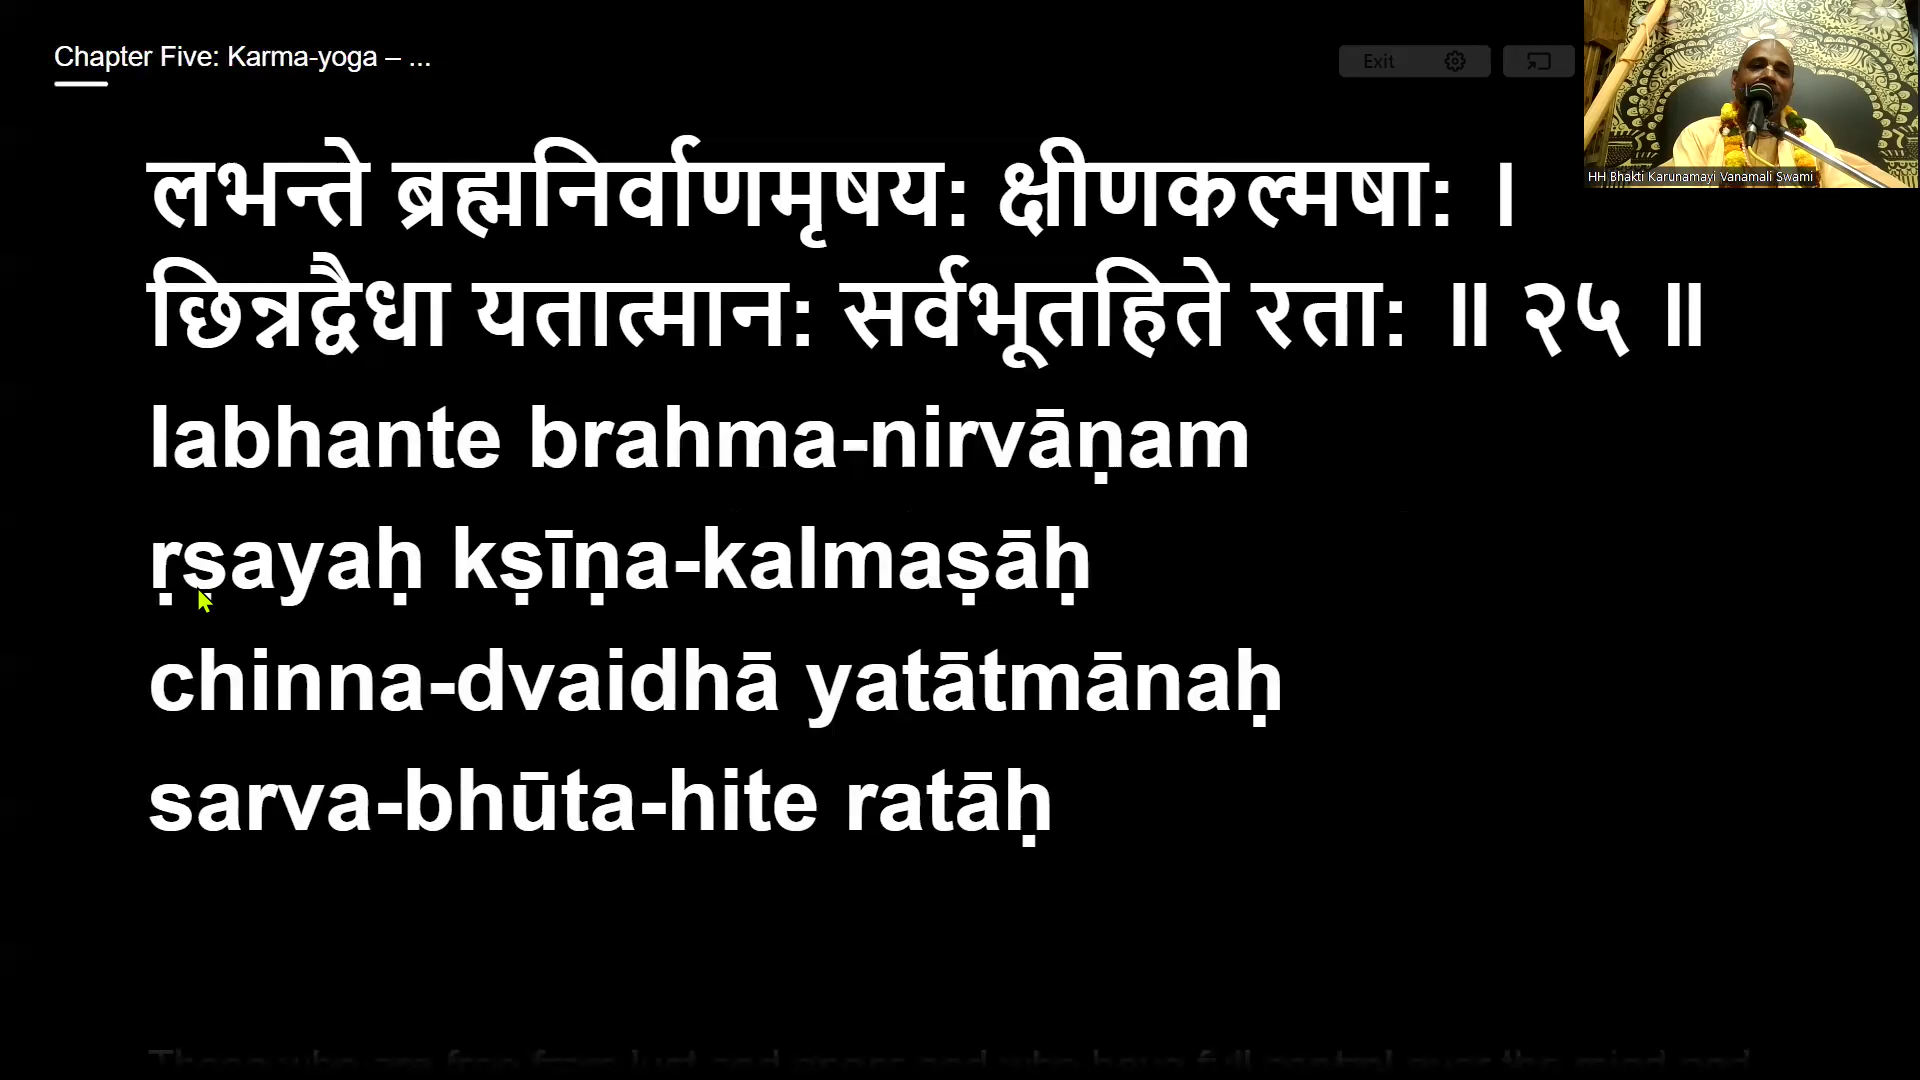 Chapter Five: Karma-yoga – ...
Exit
HH Bhakti Karunamayi Vanamali Swami
लभन्ते ब्रह्मनिर्वाणमृषय: क्षीणकल्मषा: ।
छिन्नद्वैधा यतात्मान: सर्वभूतहिते रता: ॥ २५ ॥
labhante brahma-nirvāṇam
ṛṣayaḥ kṣīṇa-kalmaṣāḥ
chinna-dvaidhā yatātmānaḥ
sarva-bhūta-hite ratāḥ